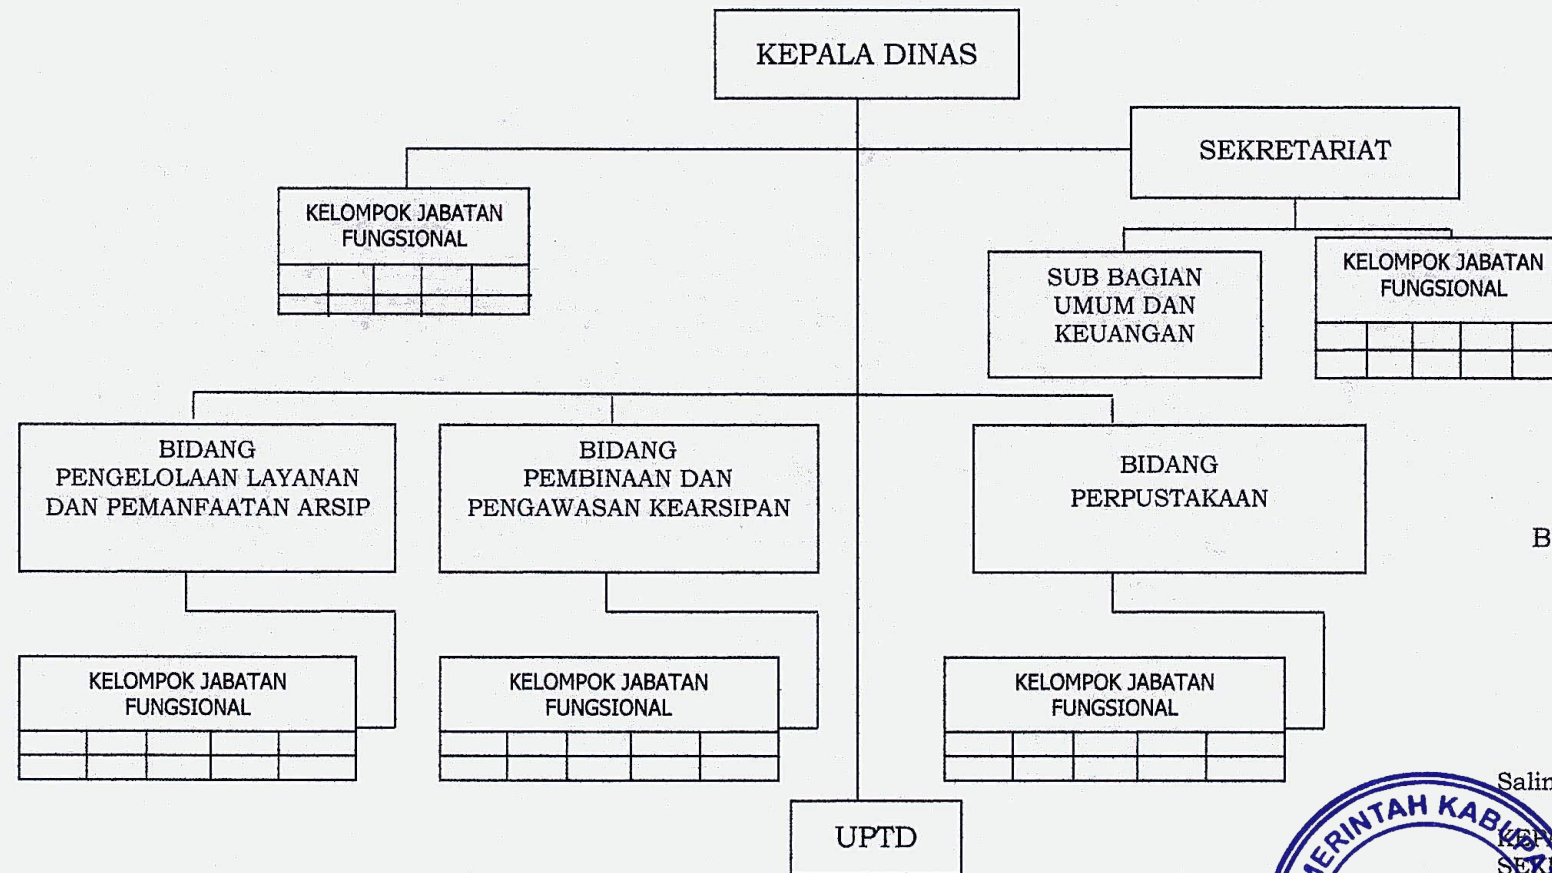 KEPALA DINAS
SEKRETARIAT
KELOMPOK JABATAN
FUNGSIONAL
SUB BAGIAN
UMUM DAN
KEUANGAN
KELOMPOK JABATAN
FUNGSIONAL
BIDANG
PENGELOLAAN LAYANAN
DAN PEMANFAATAN ARSIP
BIDANG
PEMBINAAN DAN
PENGAWASAN KEARSIPAN
BIDANG
PERPUSTAKAAN
B
KELOMPOK JABATAN
FUNGSIONAL
KELOMPOK JABATAN
FUNGSIONAL
KELOMPOK JABATAN
FUNGSIONAL
Salin
UPTD